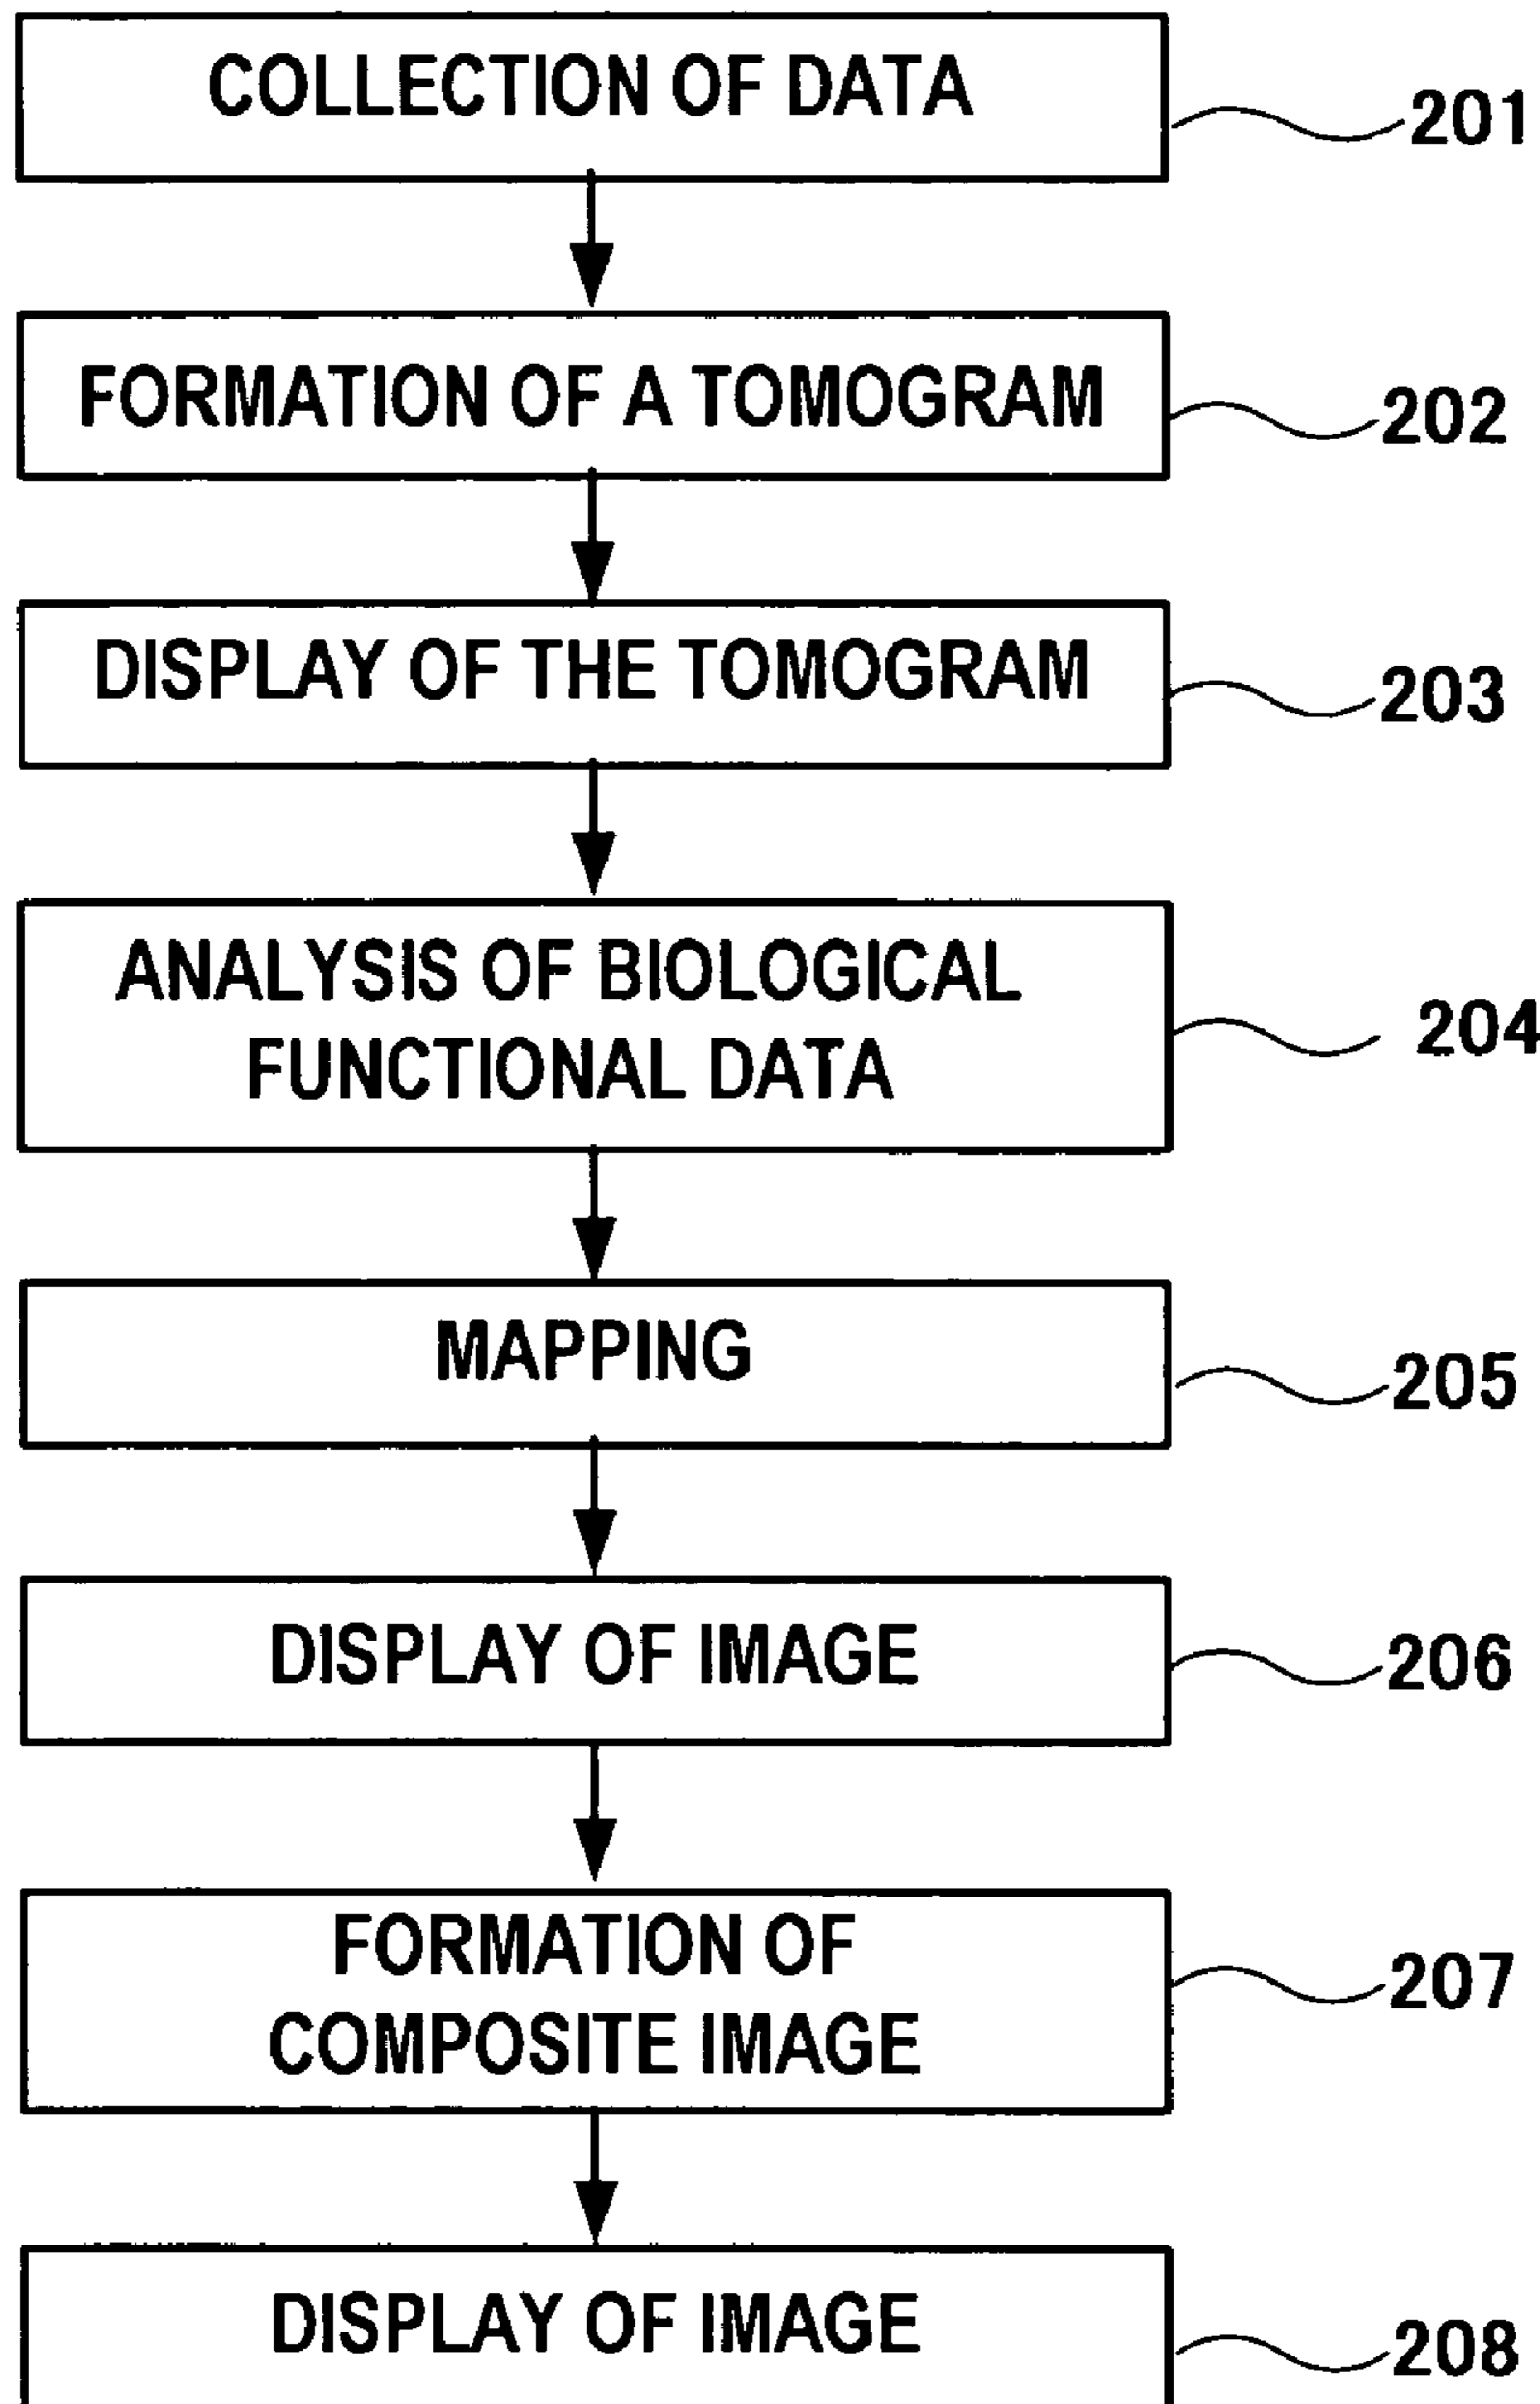 COLLECTION OF DATA
201
FORMATION OF A TOMOGRAM
202
DISPLAY OF THE TOMOGRAM
203
ANALYSIS OF BIOLOGICAL
FUNCTIONAL DATA
204
MAPPING
205
DISPLAY OF IMAGE
206
FORMATION OF
COMPOSITE IMAGE
207
DISPLAY OF IMAGE
208